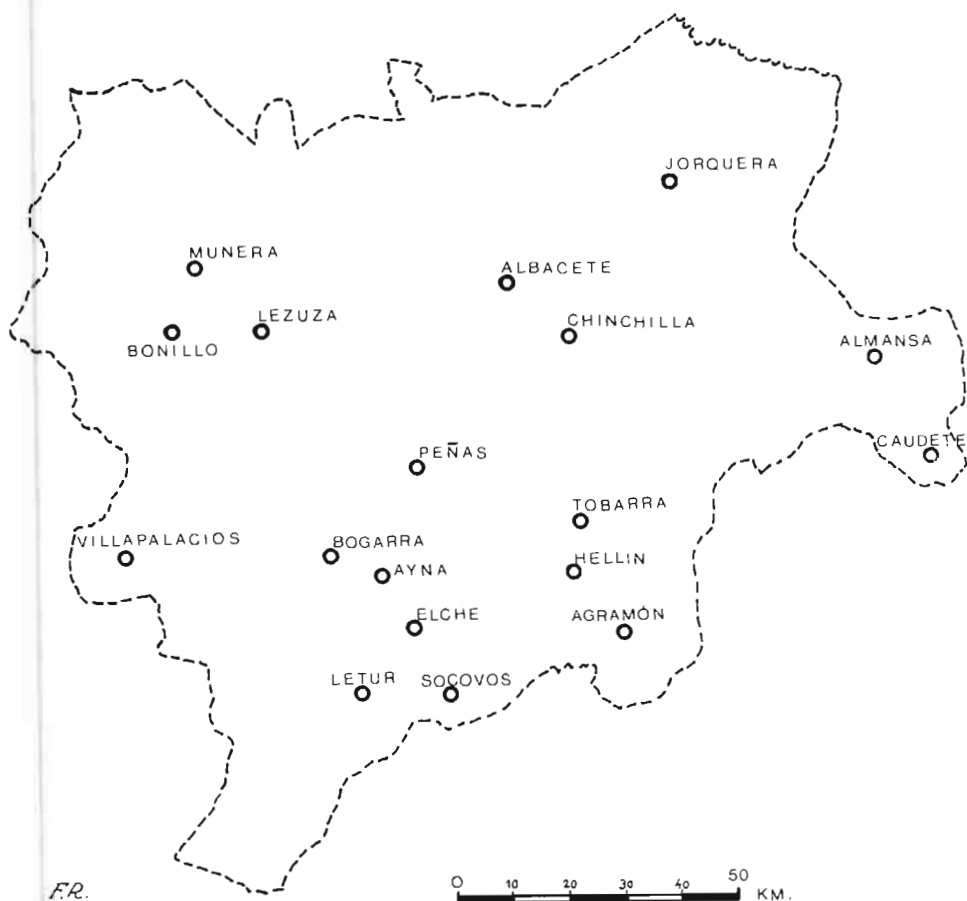 JORQUERA
MUNERA
ALBACETE
LEZUZA
CHINCHILLA
BONILLO
ALMANSA
CAUDETE
PEÑAS
TOBARRA
VILLAPALACIOS
BOGARRA
HELLIN
AYNA
ELCHE
AGRAMÓN
LETUR
SOCOVOS
0 10 20 30 40 50 KM.
F.R.